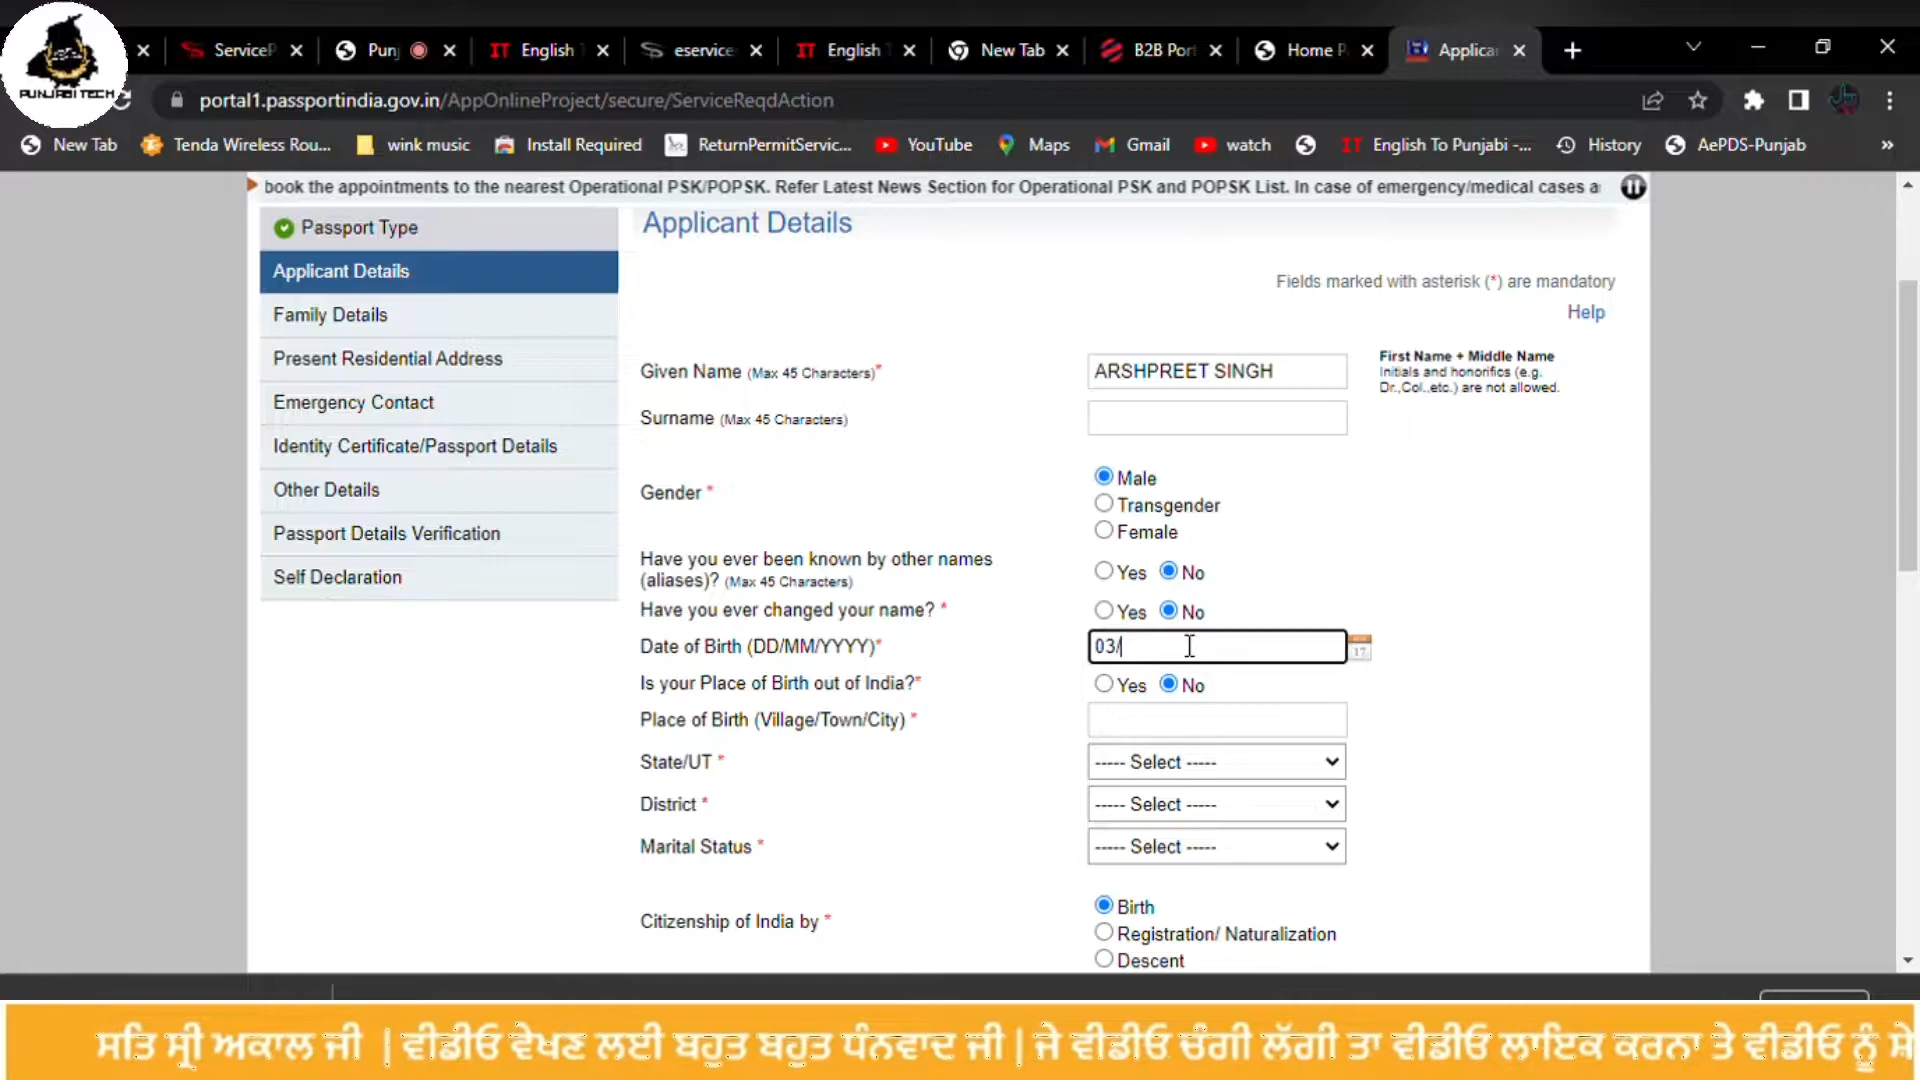 PUNJABI TECH
ServiceP
Punj
English
eservice
English
New Tab
B2B Por
Home P
Applica
portal1.passportindia.gov.in/AppOnlineProject/secure/ServiceReqdAction
New Tab
Tenda Wireless Rou...
wink music
Install Required
ReturnPermitServic...
YouTube
Maps
Gmail
watch
English To Punjabi -...
History
AePDS-Punjab
»
book the appointments to the nearest Operational PSK/POPSK. Refer Latest News Section for Operational PSK and POPSK List. In case of emergency/medical cases a
Passport Type
Applicant Details
Family Details
Present Residential Address
Emergency Contact
Identity Certificate/Passport Details
Other Details
Passport Details Verification
Self Declaration
Applicant Details
Fields marked with asterisk (*) are mandatory
Help
Given Name (Max 45 Characters)* ARSHPREET SINGH
First Name + Middle Name
Initials and honorifics (e.g.
Dr.,Col.,etc.) are not allowed.
Surname (Max 45 Characters)
Gender *
Male
Transgender
Female
Have you ever been known by other names
(aliases)? (Max 45 Characters)
Yes No
Have you ever changed your name? * Yes No
Date of Birth (DD/MM/YYYY)* 03/
17
Is your Place of Birth out of India?* Yes No
Place of Birth (Village/Town/City) *
State/UT * ----- Select -----
District * ----- Select -----
Marital Status * ----- Select -----
Citizenship of India by *
Birth
Registration/ Naturalization
Descent
ਸਤਿ ਸ੍ਰੀ ਅਕਾਲ ਜੀ | ਵੀਡੀਓ ਵੇਖਣ ਲਈ ਬਹੁਤ ਬਹੁਤ ਧੰਨਵਾਦ ਜੀ | ਜੇ ਵੀਡੀਓ ਚੰਗੀ ਲੱਗੀ ਤਾ ਵੀਡੀਓ ਲਾਇਕ ਕਰਨਾ ਤੇ ਵੀਡੀਓ ਨੂੰ ਸ਼ੇ